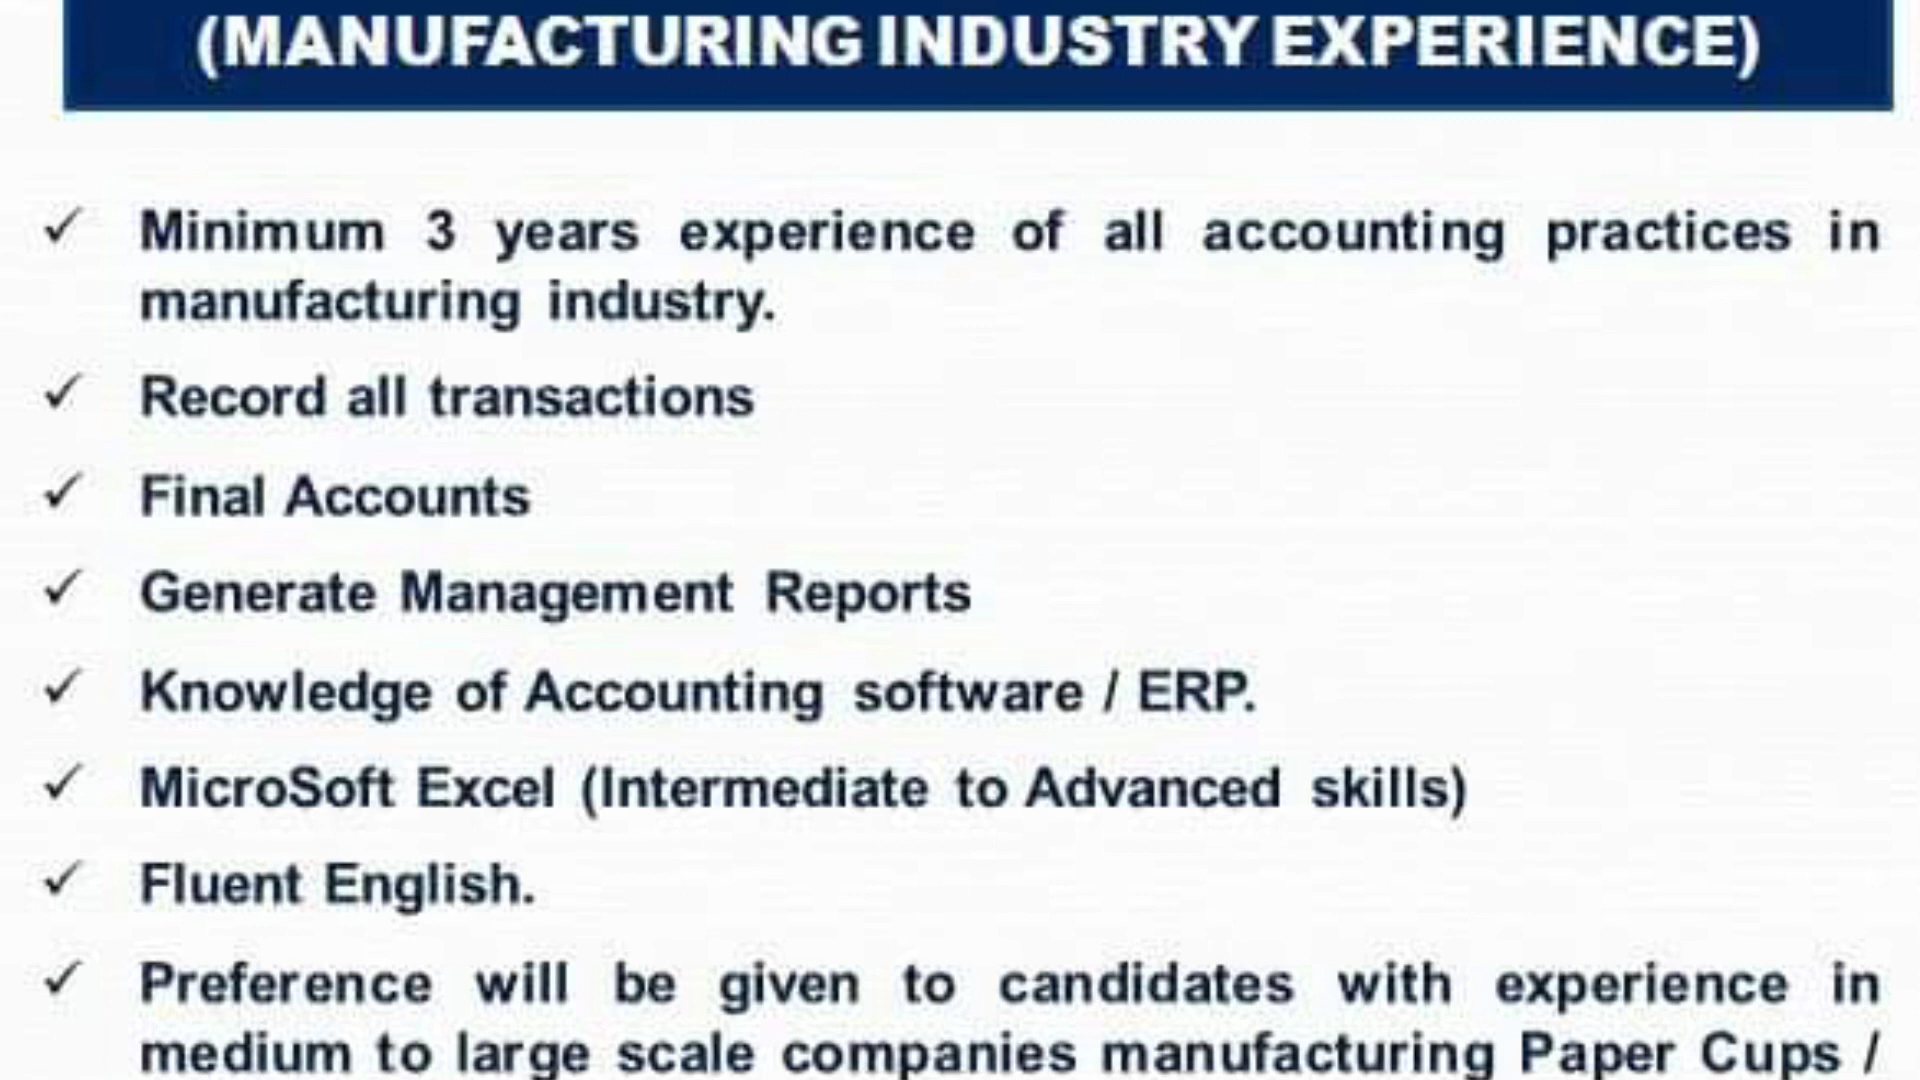 (MANUFACTURING INDUSTRY EXPERIENCE)
✓ Minimum 3 years experience of all accounting practices in
manufacturing industry.
✓ Record all transactions
✓ Final Accounts
✓ Generate Management Reports
✓ Knowledge of Accounting software / ERP.
✓ MicroSoft Excel (Intermediate to Advanced skills)
✓ Fluent English.
✓ Preference will be given to candidates with experience in
medium to large scale companies manufacturing Paper Cups /